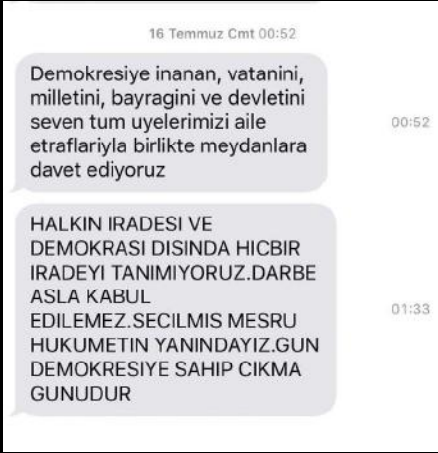 16 Temmuz Cmt 00:52
Demokresiye inanan, vatanini,
milletini, bayragini ve devletini
seven tum uyelerimizi aile
etraflariyla birlikte meydanlara
davet ediyoruz
00:52
HALKIN IRADESI VE
DEMOKRASI DISINDA HICBIR
IRADEYI TANIMIYORUZ.DARBE
ASLA KABUL
EDILEMEZ.SECILMIS MESRU
HUKUMETIN YANINDAYIZ.GUN
DEMOKRESIYE SAHIP CIKMA
GUNUDUR
01:33